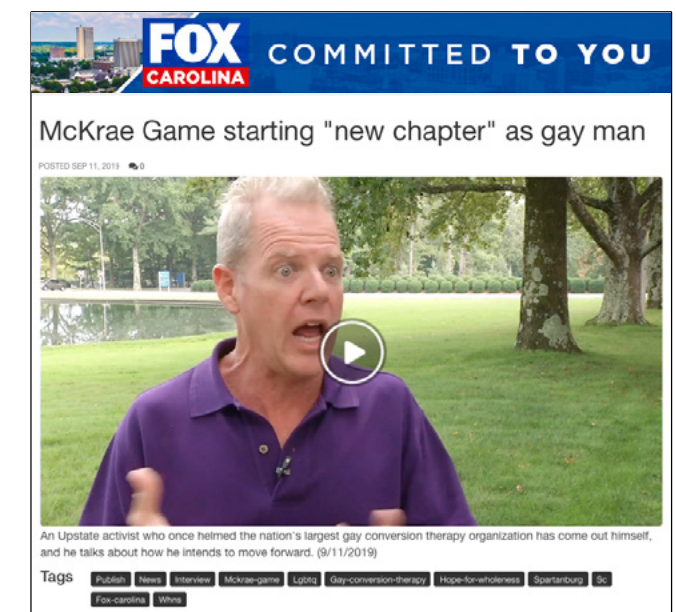 FOX
CAROLINA
COMMITTED TO YOU
McKrae Game starting "new chapter" as gay man
POSTED SEP 11, 2019 0
An Upstate activist who once helmed the nation's largest gay conversion therapy organization has come out himself,
and he talks about how he intends to move forward. (9/11/2019)
Tags Publish News Interview Mckrae-game Lgbtq Gay-conversion-therapy Hope-for-wholeness Spartanburg Sc
Fox-carolina Whns